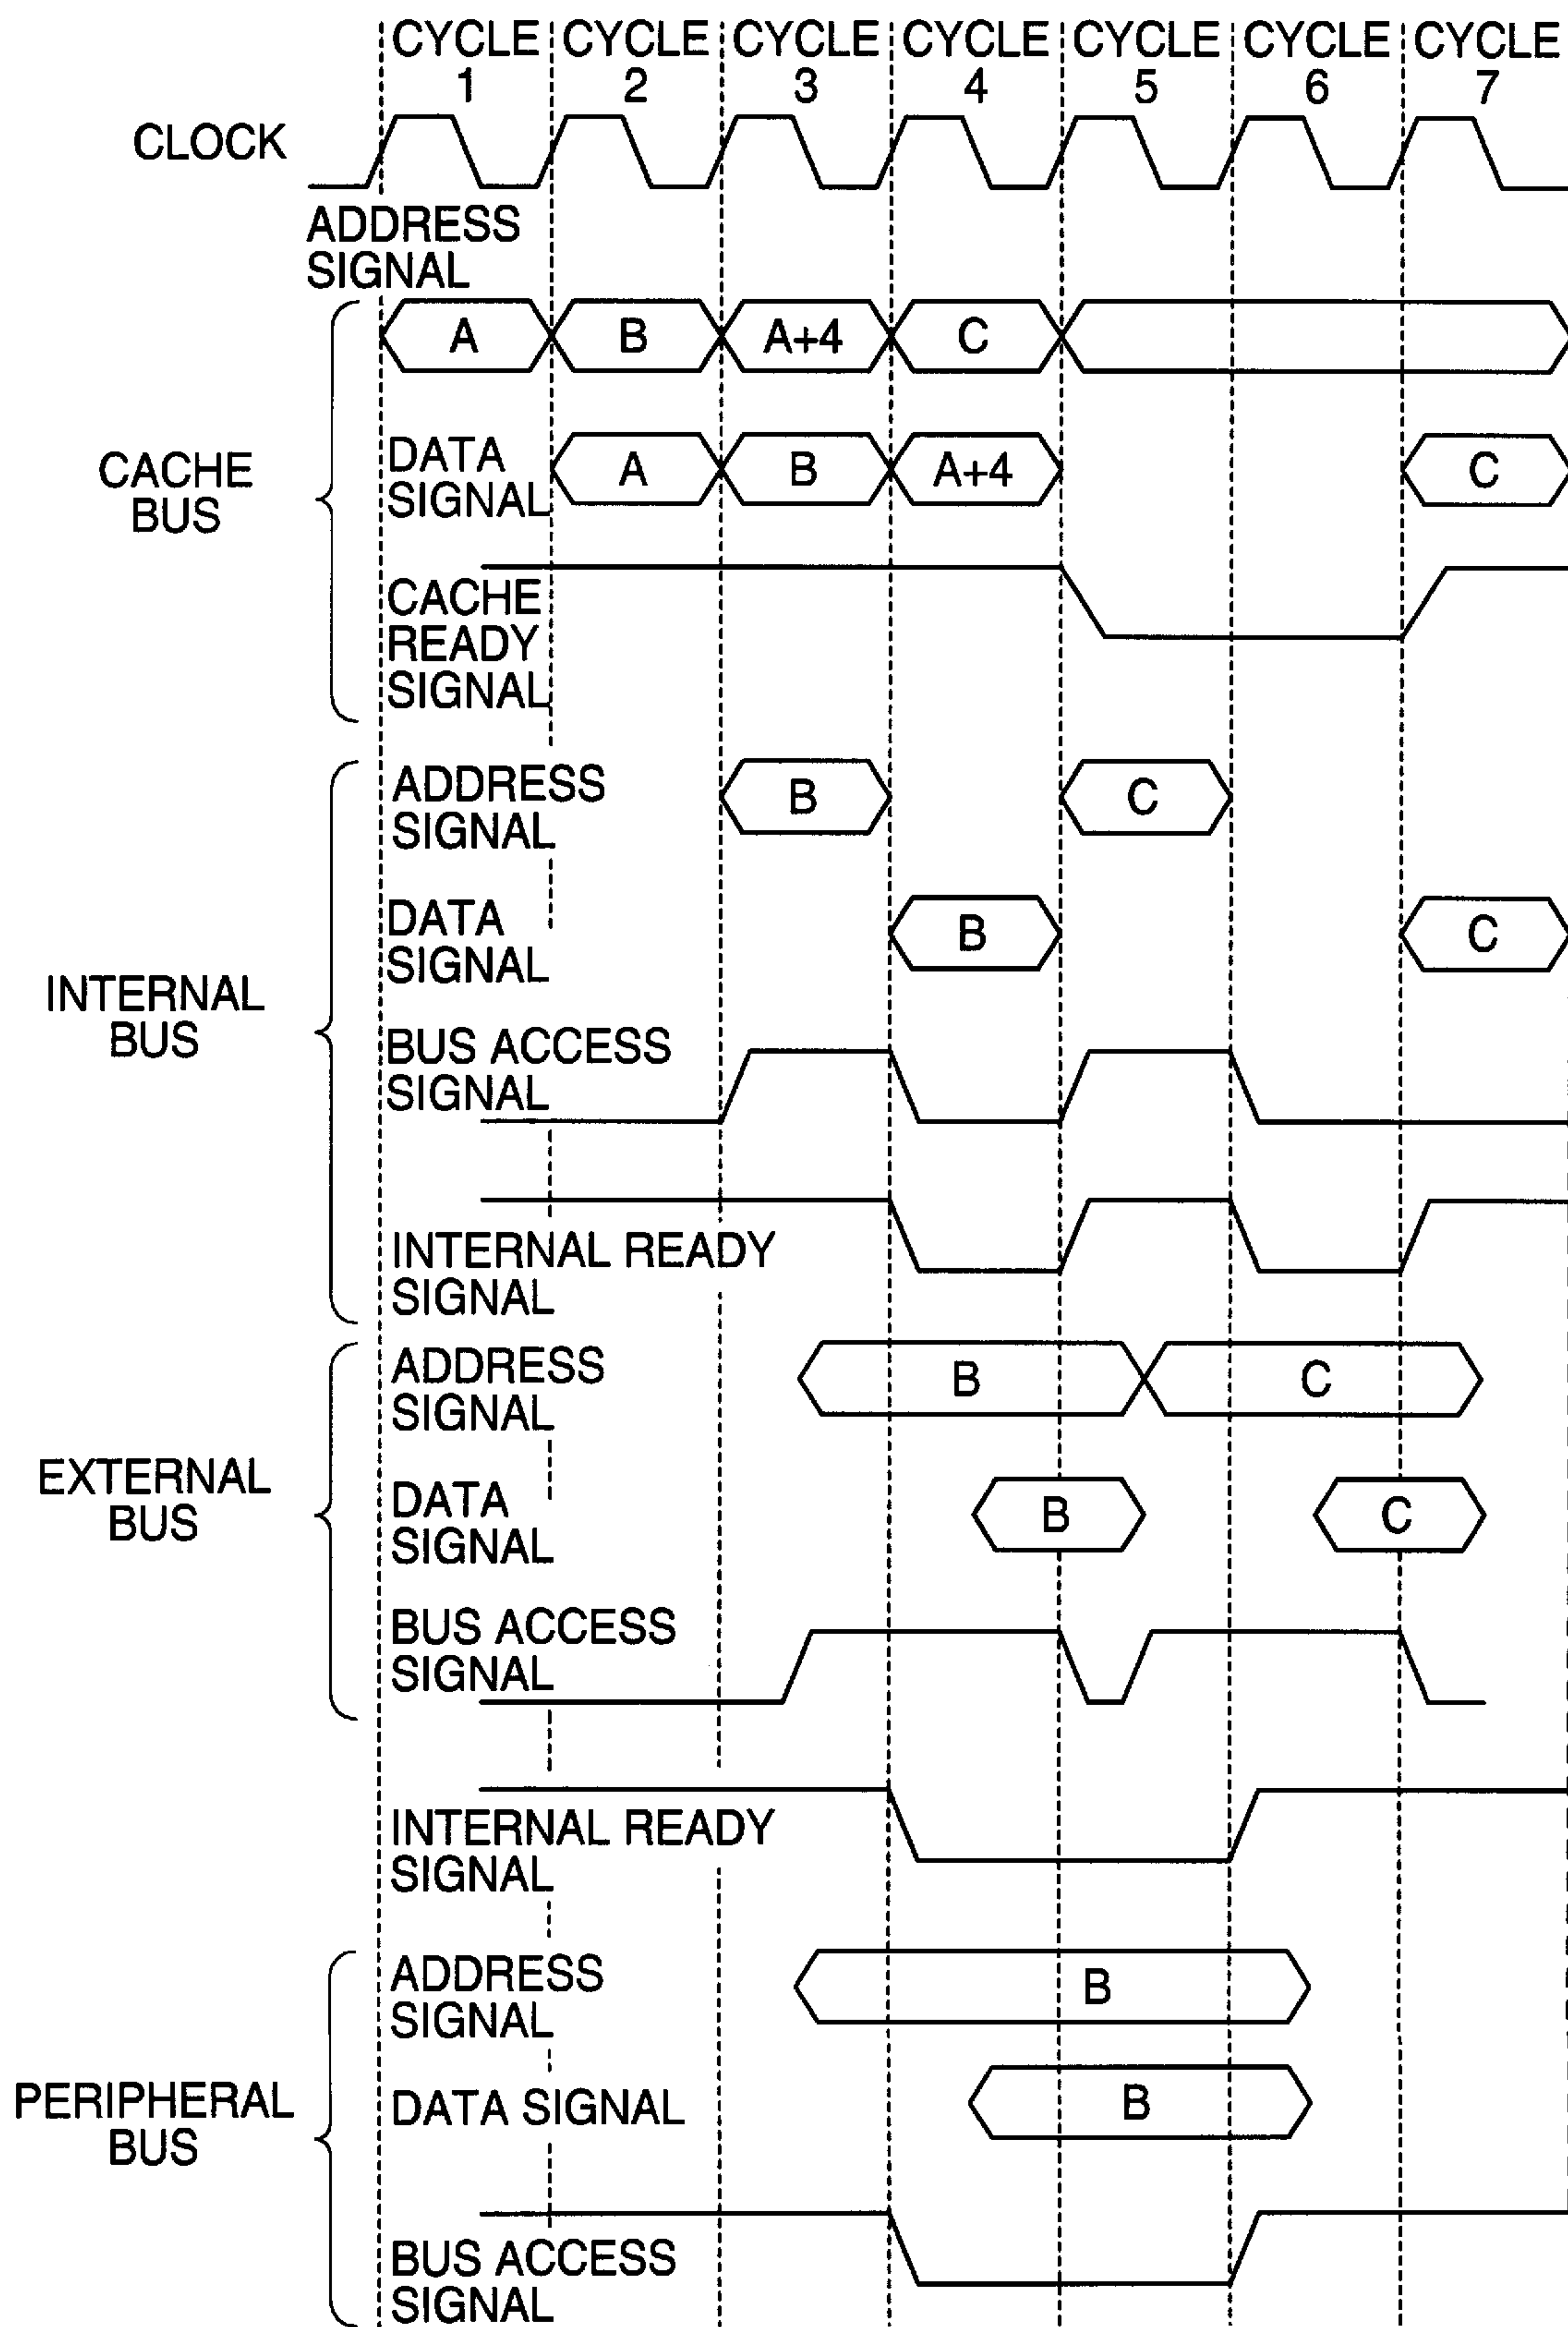 CYCLE CYCLE CYCLE CYCLE CYCLE CYCLE CYCLE
1 2 3 4 5 6 7
CLOCK
ADDRESS
SIGNAL
A B A+4 C
CACHE
BUS
DATA
SIGNAL
A B A+4 C
CACHE
READY
SIGNAL
INTERNAL
BUS
ADDRESS
SIGNAL
B C
DATA
SIGNAL
B C
BUS ACCESS
SIGNAL
INTERNAL READY
SIGNAL
EXTERNAL
BUS
ADDRESS
SIGNAL
B C
DATA
SIGNAL
B C
BUS ACCESS
SIGNAL
INTERNAL READY
SIGNAL
PERIPHERAL
BUS
ADDRESS
SIGNAL
B
DATA SIGNAL
B
BUS ACCESS
SIGNAL